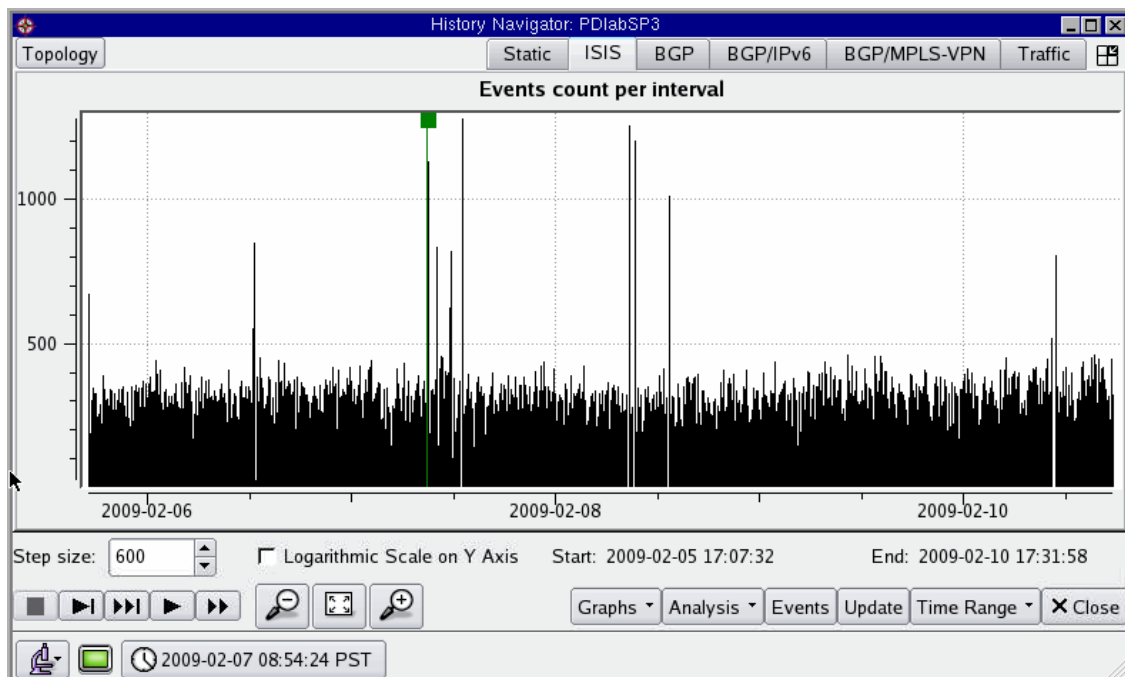 History Navigator: PDlabSP3
Topology Static ISIS BGP BGP/IPv6 BGP/MPLS-VPN Traffic
Events count per interval
1000
500
2009-02-06 2009-02-08 2009-02-10
Step size: 600 Logarithmic Scale on Y Axis Start: 2009-02-05 17:07:32 End: 2009-02-10 17:31:58
Graphs Analysis Events Update Time Range Close
2009-02-07 08:54:24 PST